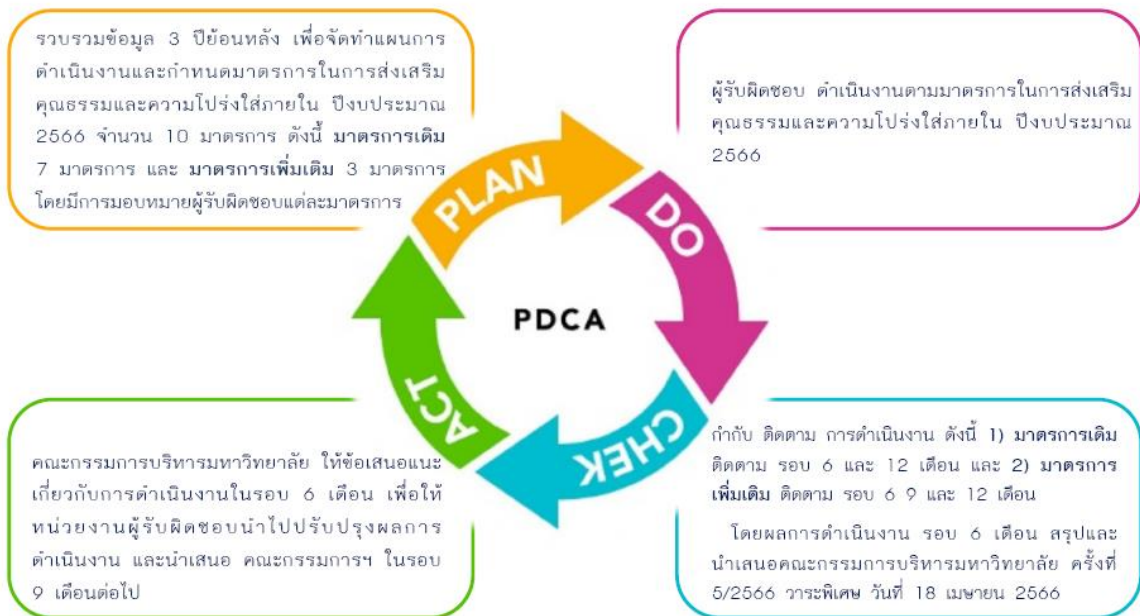 รวบรวมข้อมูล 3 ปีย้อนหลัง เพื่อจัดทำแผนการ
ดำเนินงานและกำหนดมาตรการในการส่งเสริม
คุณธรรมและความโปร่งใส่ภายใน ปีงบประมาณ
2566 จำนวน 10 มาตรการ ดังนี้ มาตรการเดิม
7 มาตรการ และ มาตรการเพิ่มเติม 3 มาตรการ
โดยมีการมอบหมายผู้รับผิดชอบแต่ละมาตรการ
ผู้รับผิดชอบ ดำเนินงานตามมาตรการในการส่งเสริม
คุณธรรมและความโปร่งใส่ภายใน ปีงบประมาณ
2566
PLAN
DO
PDCA
ACT
CHEK
คณะกรรมการบริหารมหาวิทยาลัย ให้ข้อเสนอแนะ
เกี่ยวกับการดำเนินงานในรอบ 6 เดือน เพื่อให้
หน่วยงานผู้รับผิดชอบนำไปปรับปรุงผลการ
ดำเนินงาน และนำเสนอ คณะกรรมการฯ ในรอบ
9 เดือนต่อไป
กำกับ ติดตาม การดำเนินงาน ดังนี้ 1) มาตรการเดิม
ติดตาม รอบ 6 และ 12 เดือน และ 2) มาตรการ
เพิ่มเติม ติดตาม รอบ 6 9 และ 12 เดือน
โดยผลการดำเนินงาน รอบ 6 เดือน สรุปและ
นำเสนอคณะกรรมการบริหารมหาวิทยาลัย ครั้งที่
5/2566 วาระพิเศษ วันที่ 18 เมษายน 2566